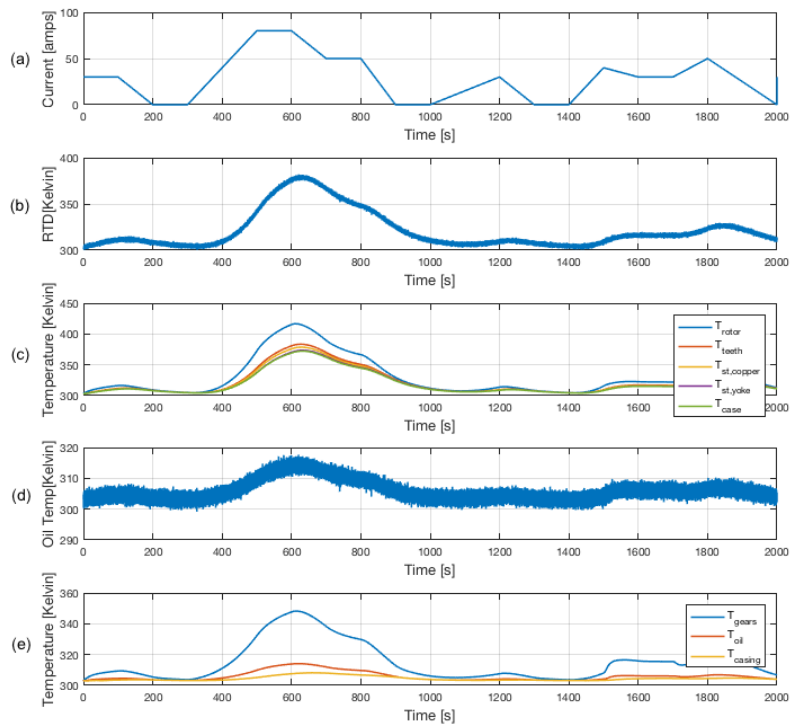 (a)
Current [amps]
100
50
0
0 200 400 600 800 1000 1200 1400 1600 1800 2000
Time [s]
(b)
RTD[Kelvin]
400
350
300
0 200 400 600 800 1000 1200 1400 1600 1800 2000
Time [s]
(c)
Temperature [Kelvin]
450
400
350
300
T_rotor
T_teeth
T_st,copper
T_st,yoke
T_case
0 200 400 600 800 1000 1200 1400 1600 1800 2000
Time [s]
(d)
Oil Temp[Kelvin]
320
310
300
290
0 200 400 600 800 1000 1200 1400 1600 1800 2000
Time [s]
(e)
Temperature [Kelvin]
360
340
320
300
T_gears
T_oil
T_casing
0 200 400 600 800 1000 1200 1400 1600 1800 2000
Time [s]